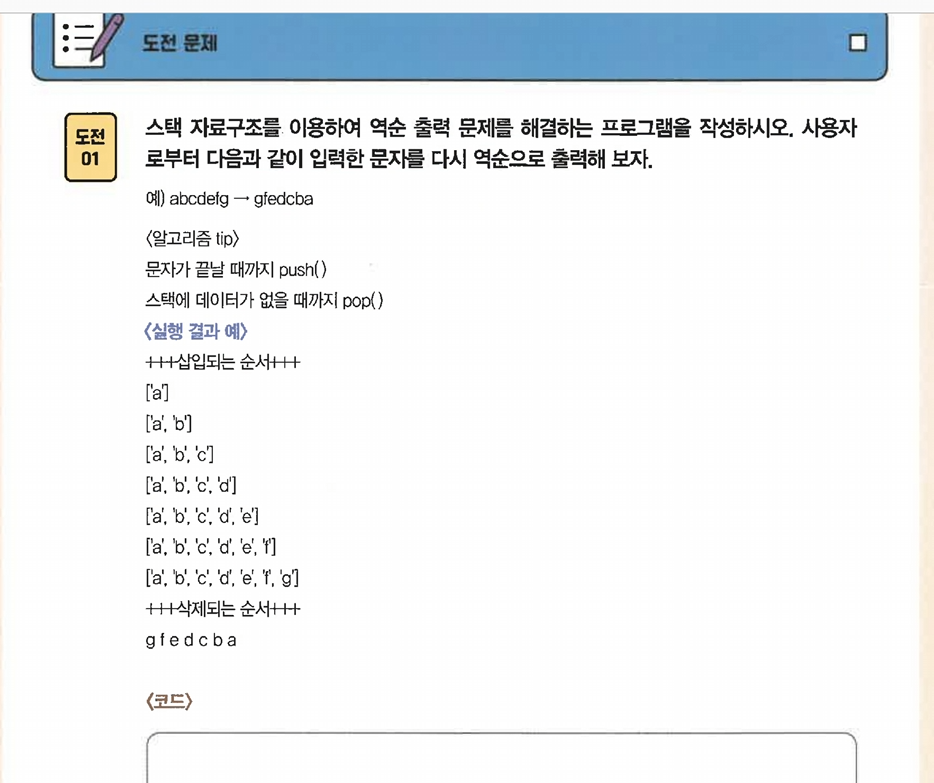 도전 문제
도전
01
스택 자료구조를 이용하여 역순 출력 문제를 해결하는 프로그램을 작성하시오. 사용자
로부터 다음과 같이 입력한 문자를 다시 역순으로 출력해 보자.
예) abcdefg → gfedcba
〈알고리즘 tip〉
문자가 끝날 때까지 push( )
스택에 데이터가 없을 때까지 pop( )
〈실행 결과 예〉
+++삽입되는 순서+++
['a']
['a', 'b']
['a', 'b', 'c']
['a', 'b', 'c', 'd']
['a', 'b', 'c', 'd', 'e']
['a', 'b', 'c', 'd', 'e', 'f']
['a', 'b', 'c', 'd', 'e', 'f', 'g']
+++삭제되는 순서+++
g f e d c b a
〈코드〉